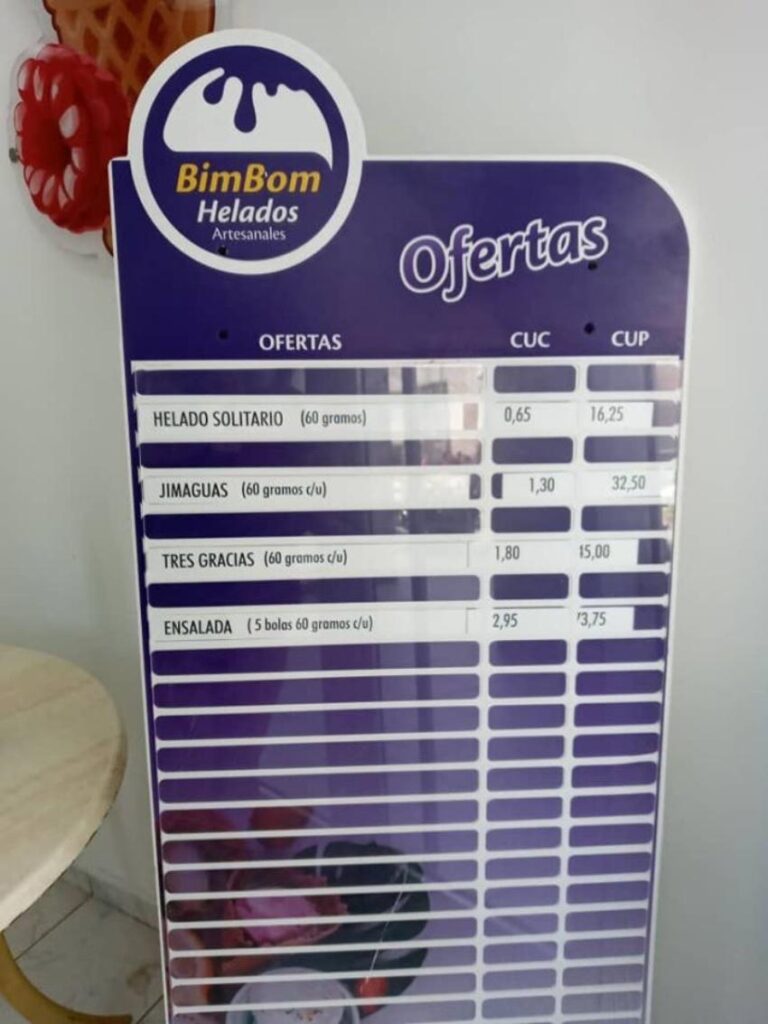 BimBom
Helados
Artesanales
Ofertas
OFERTAS CUC CUP
HELADO SOLITARIO (60 gramos) 0,65 16,25
JIMAGUAS (60 gramos c/u) 1,30 32,50
TRES GRACIAS (60 gramos c/u) 1,80
ENSALADA ( 5 bolas 60 gramos c/u) 2,95